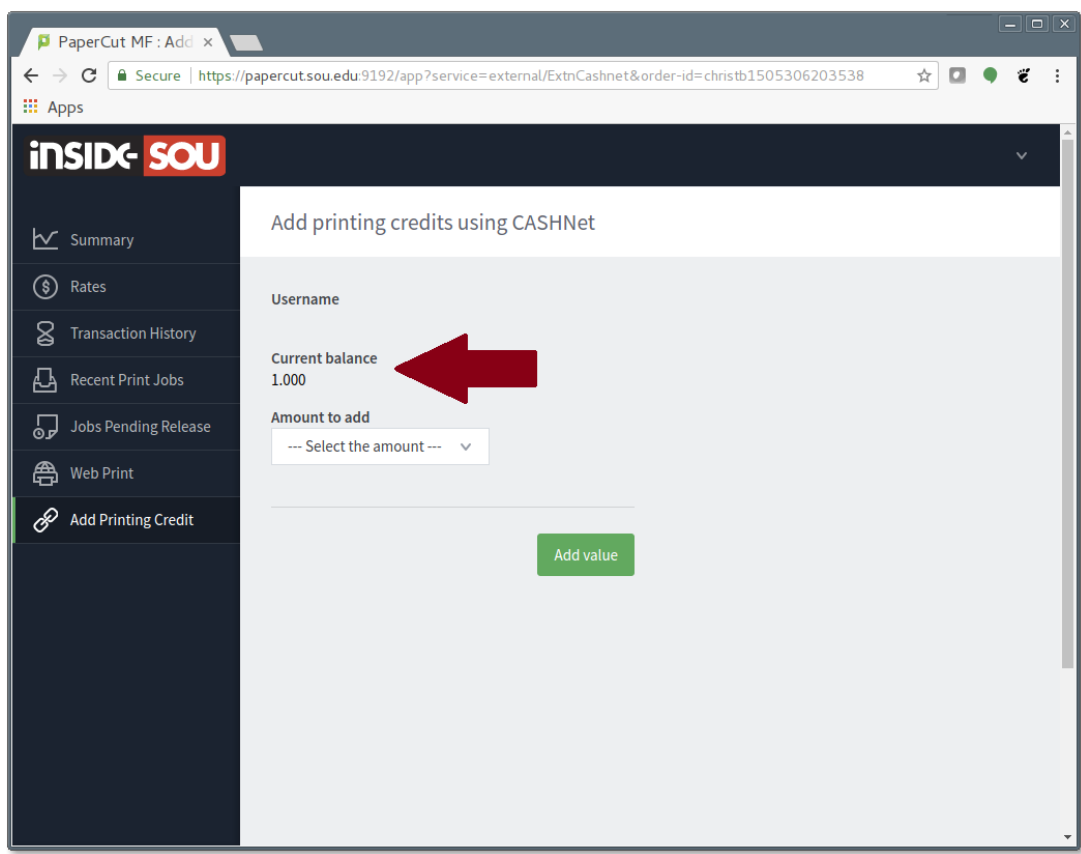 PaperCut MF : Add
Secure https://papercut.sou.edu:9192/app?service=external/ExtnCashnet&order-id=christb1505306203538
Apps
inSIDE SOU
Add printing credits using CASHNet
Summary
Rates
Transaction History
Recent Print Jobs
Jobs Pending Release
Web Print
Add Printing Credit
Username
Current balance
1.000
Amount to add
--- Select the amount ---
Add value